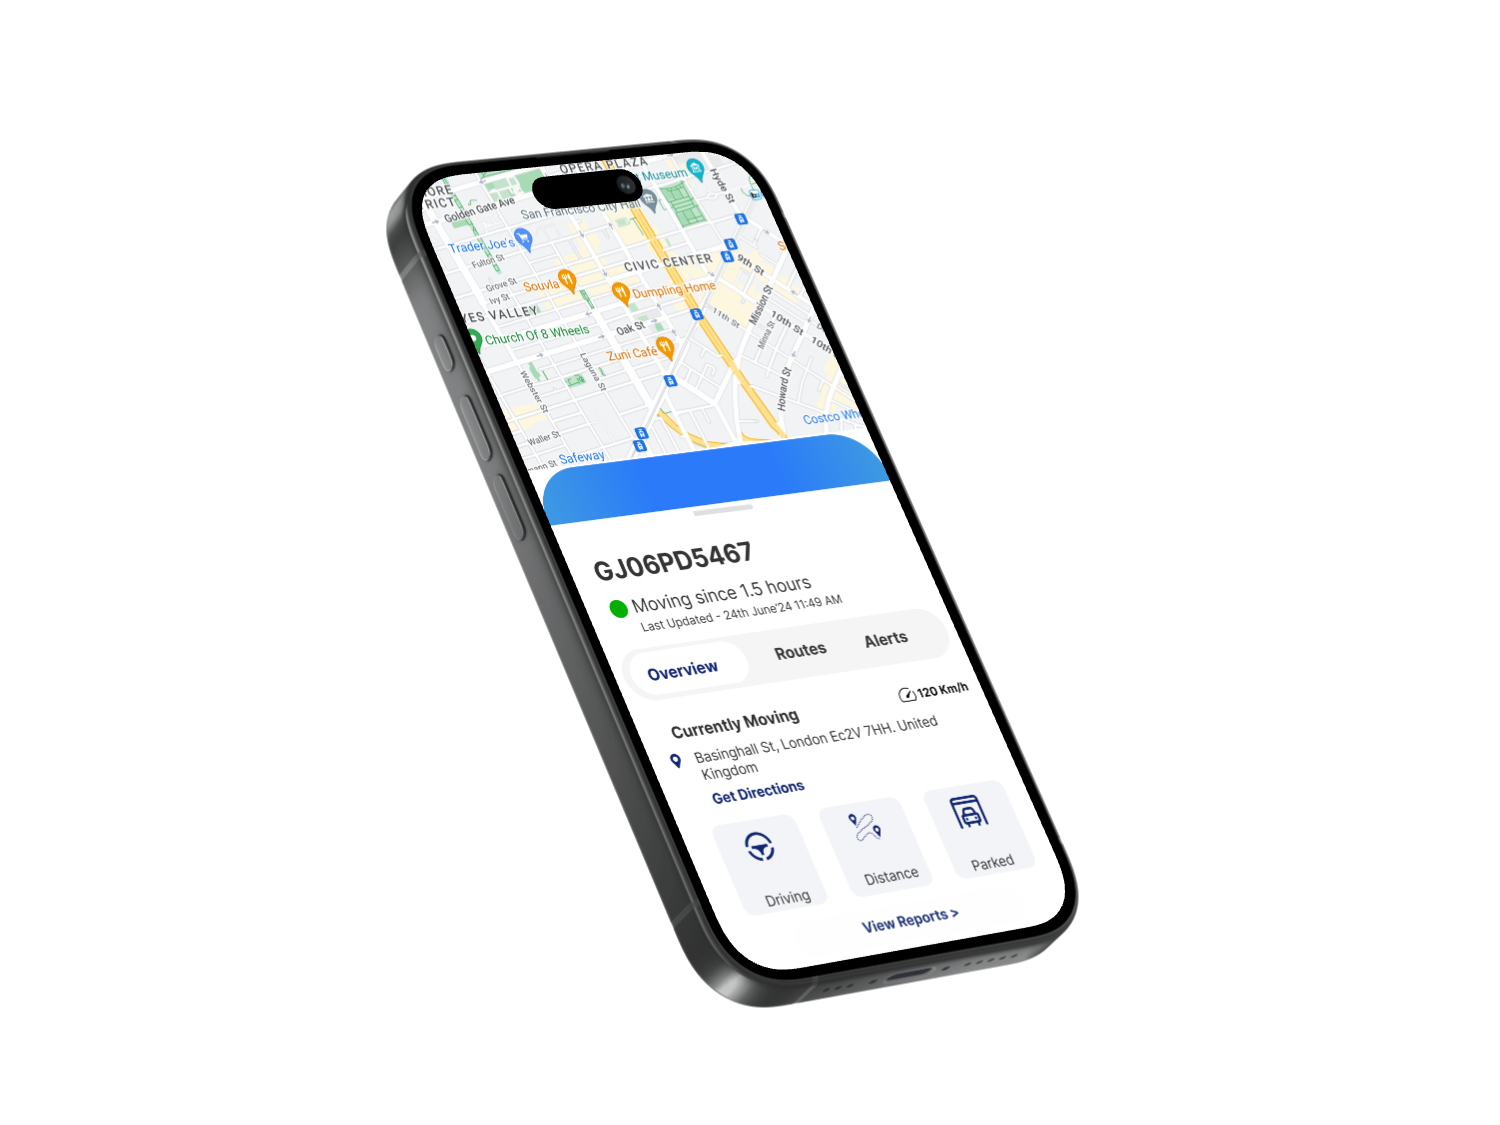 OPERA PLAZA
ORE
RICT
Golden Gate Ave
Museum
Hyde St
San Francisco City Hall
Trader Joe's
Fulton St
CIVIC CENTER
9th St
Grove St
Souvla
Ivy St
Dumpling Home
Mission St
YES VALLEY
11th St
10th St
Church Of 8 Wheels
Oak St
Minna St
10th
Zuni Café
Laguna St
Webster St
Howard St
Costco Wh
Waller St
mann St
Safeway
GJ06PD5467
Moving since 1.5 hours
Last Updated - 24th June'24 11:49 AM
Overview
Routes
Alerts
120 Km/h
Currently Moving
Basinghall St, London Ec2V 7HH. United
Kingdom
Get Directions
Driving
Distance
Parked
View Reports >